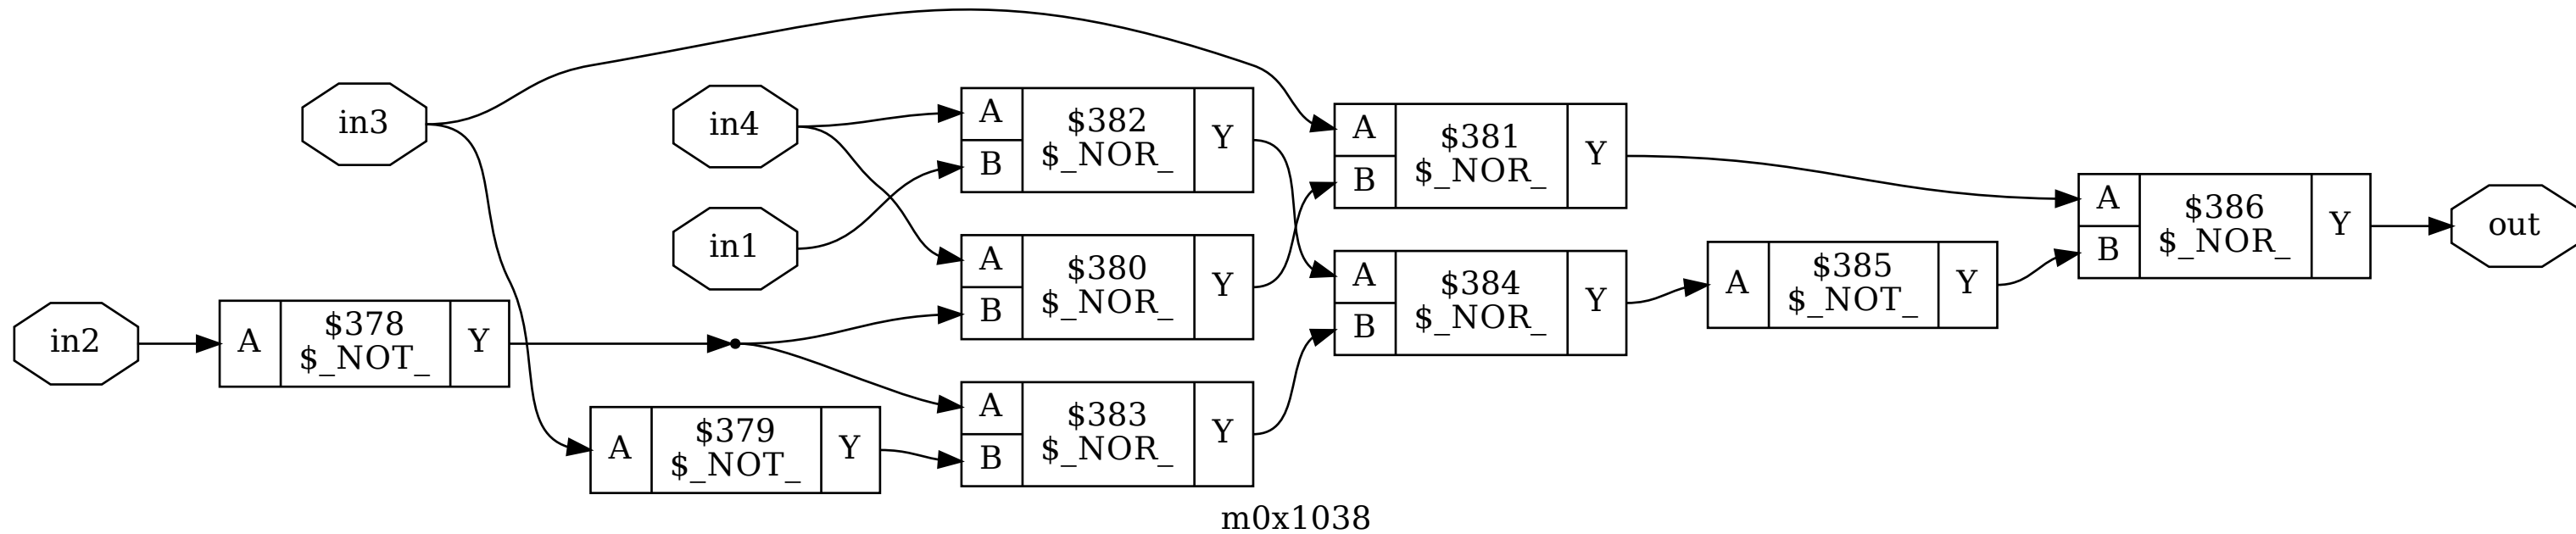 in3
in4
in1
in2
A
$378
$_NOT_
Y
A
$379
$_NOT_
Y
A
B
$382
$_NOR_
Y
A
B
$380
$_NOR_
Y
A
B
$383
$_NOR_
Y
A
B
$381
$_NOR_
Y
A
B
$384
$_NOR_
Y
A
$385
$_NOT_
Y
A
B
$386
$_NOR_
Y
out
m0x1038